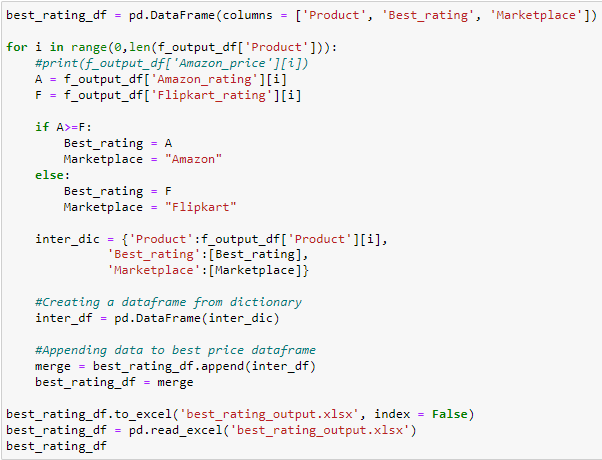 best_rating_df = pd.DataFrame(columns = ['Product', 'Best_rating', 'Marketplace'])

for i in range(0,len(f_output_df['Product'])):
    #print(f_output_df['Amazon_price'][i])
    A = f_output_df['Amazon_rating'][i]
    F = f_output_df['Flipkart_rating'][i]

    if A>=F:
        Best_rating = A
        Marketplace = "Amazon"
    else:
        Best_rating = F
        Marketplace = "Flipkart"

    inter_dic = {'Product':f_output_df['Product'][i],
              'Best_rating':[Best_rating],
              'Marketplace':[Marketplace]}

    #Creating a dataframe from dictionary
    inter_df = pd.DataFrame(inter_dic)

    #Appending data to best price dataframe
    merge = best_rating_df.append(inter_df)
    best_rating_df = merge

best_rating_df.to_excel('best_rating_output.xlsx', index = False)
best_rating_df = pd.read_excel('best_rating_output.xlsx')
best_rating_df